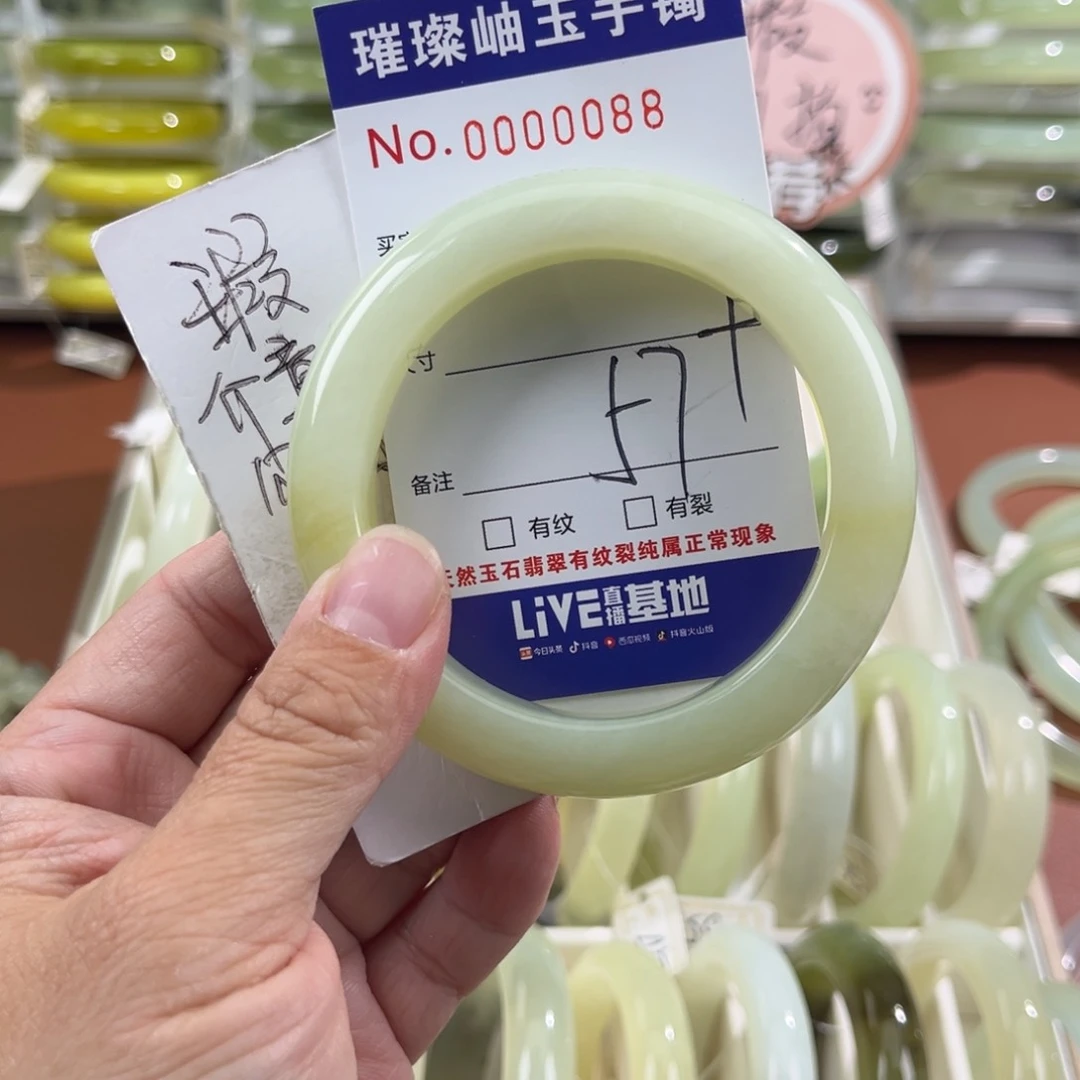 璀璨岫玉手镯
No.0000088
寸
57
备注
有纹
有裂
然玉石翡翠有纹裂纯属正常现象
LiVE直播基地
今日头条 抖音 西瓜视频 抖音火山版
荐